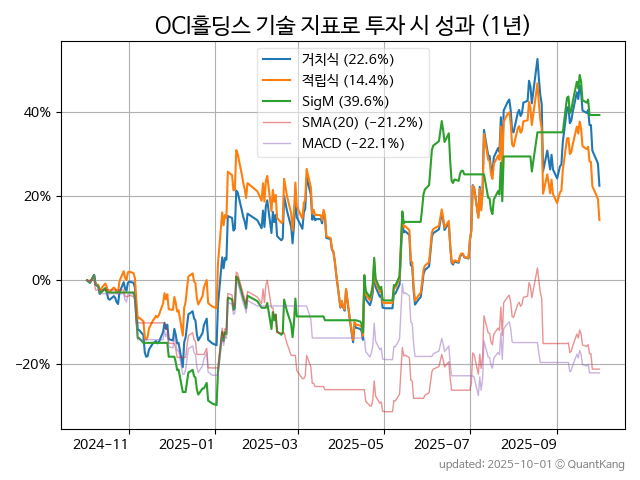 OCI홀딩스 기술 지표로 투자 시 성과 (1년)
거치식 (22.6%)
적립식 (14.4%)
SigM (39.6%)
SMA(20) (−21.2%)
MACD (−22.1%)
40%
20%
0%
−20%
2024-11 2025-01 2025-03 2025-05 2025-07 2025-09
updated: 2025-10-01 © QuantKang